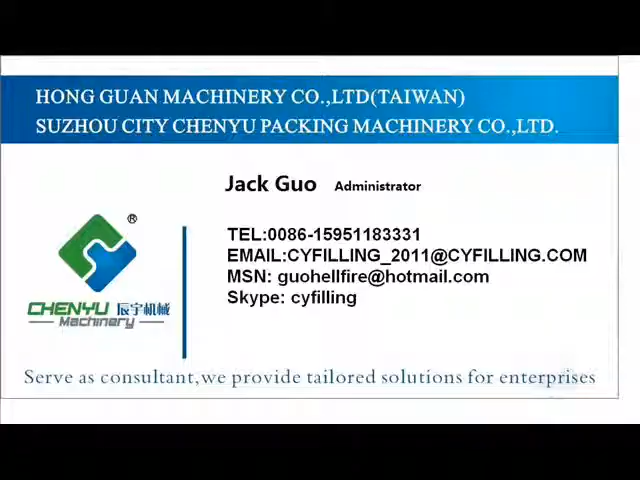 HONG GUAN MACHINERY CO.,LTD(TAIWAN)
SUZHOU CITY CHENYU PACKING MACHINERY CO.,LTD.
Jack Guo Administrator
®
TEL:0086-15951183331
EMAIL:CYFILLING_2011@CYFILLING.COM
MSN: guohellfire@hotmail.com
Skype: cyfilling
CHENYU 辰宇机械
Machinery
Serve as consultant,we provide tailored solutions for enterprises